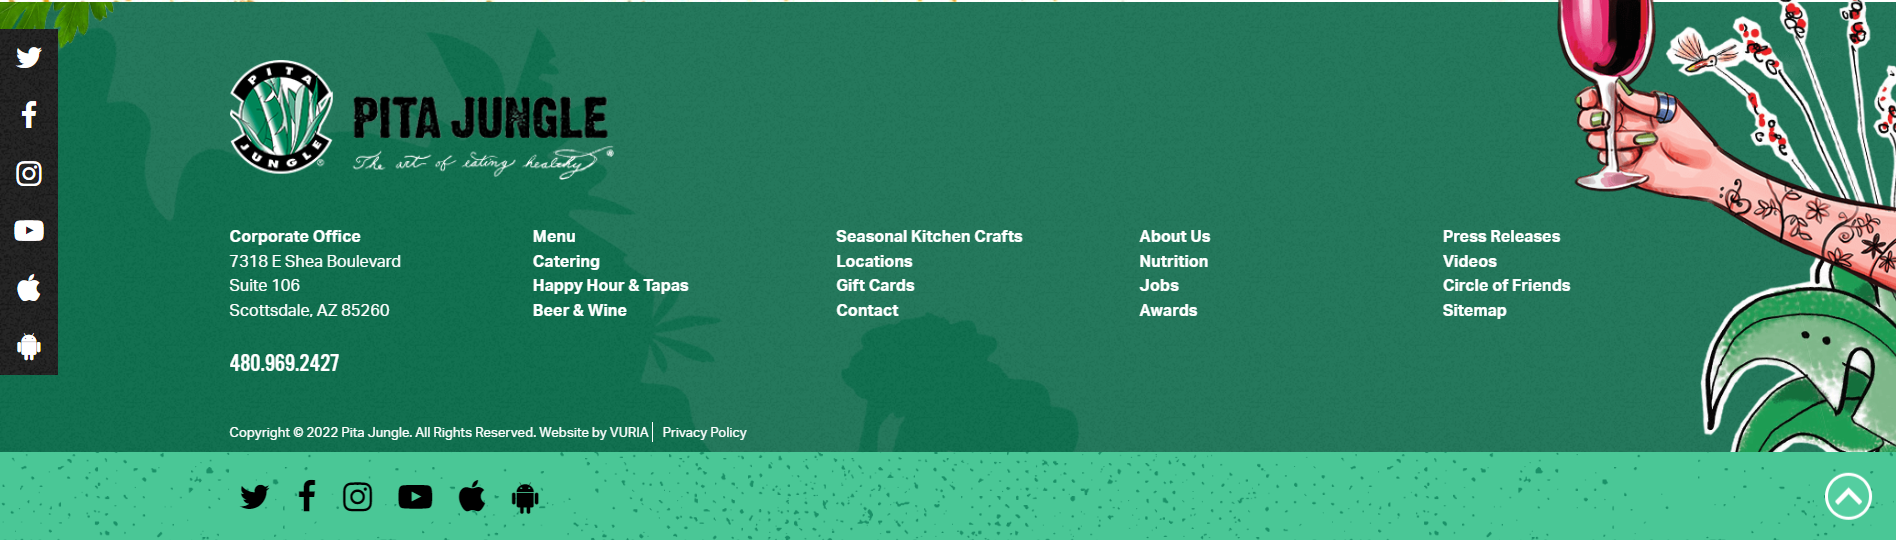 PITA
JUNGLE
®
PITA JUNGLE
The art of eating healthy ®
Corporate Office
7318 E Shea Boulevard
Suite 106
Scottsdale, AZ 85260
480.969.2427
Menu
Catering
Happy Hour & Tapas
Beer & Wine
Seasonal Kitchen Crafts
Locations
Gift Cards
Contact
About Us
Nutrition
Jobs
Awards
Press Releases
Videos
Circle of Friends
Sitemap
Copyright © 2022 Pita Jungle. All Rights Reserved. Website by VURIA | Privacy Policy